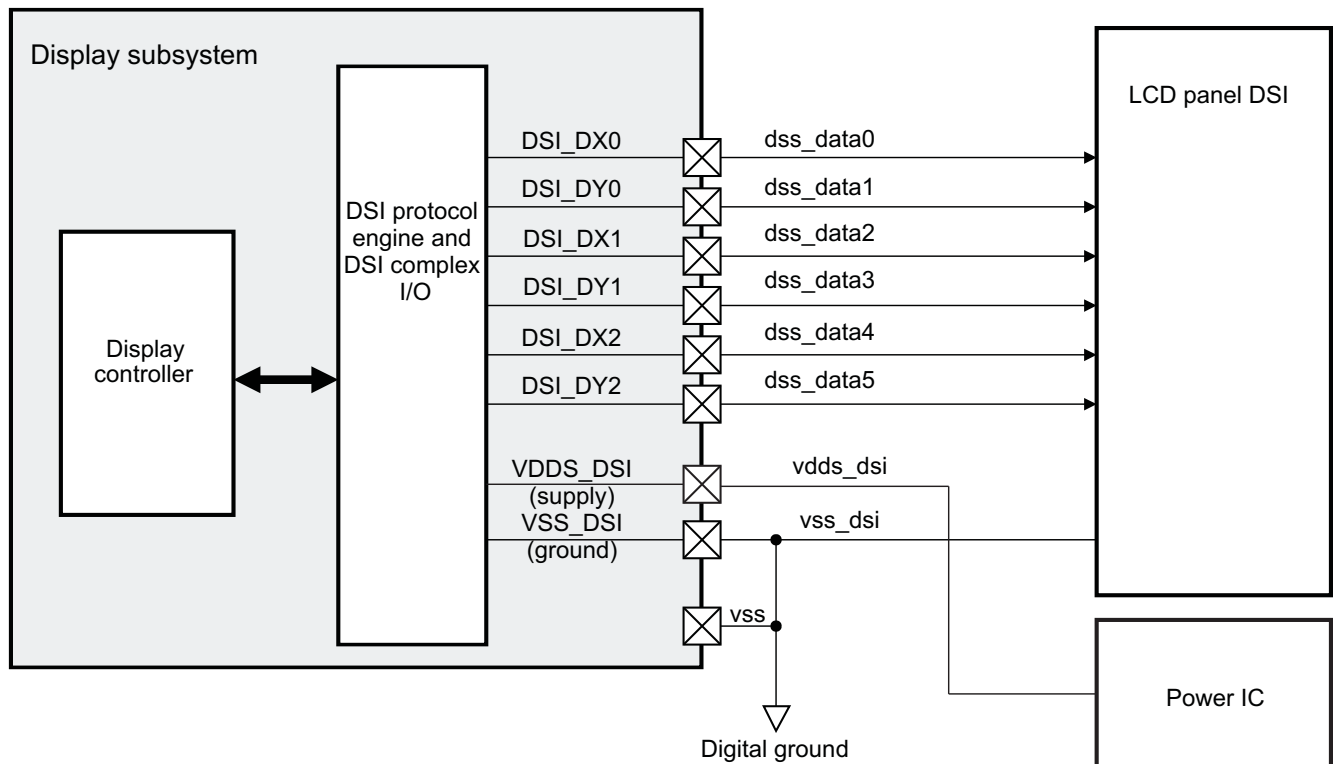 Display subsystem
LCD panel DSI
DSI_DX0
dss_data0
DSI_DY0
dss_data1
DSI protocol
engine and
DSI complex
I/O
DSI_DX1
dss_data2
DSI_DY1
dss_data3
DSI_DX2
dss_data4
Display
controller
DSI_DY2
dss_data5
VDDS_DSI
(supply)
vdds_dsi
VSS_DSI
(ground)
vss_dsi
vss
Power IC
Digital ground